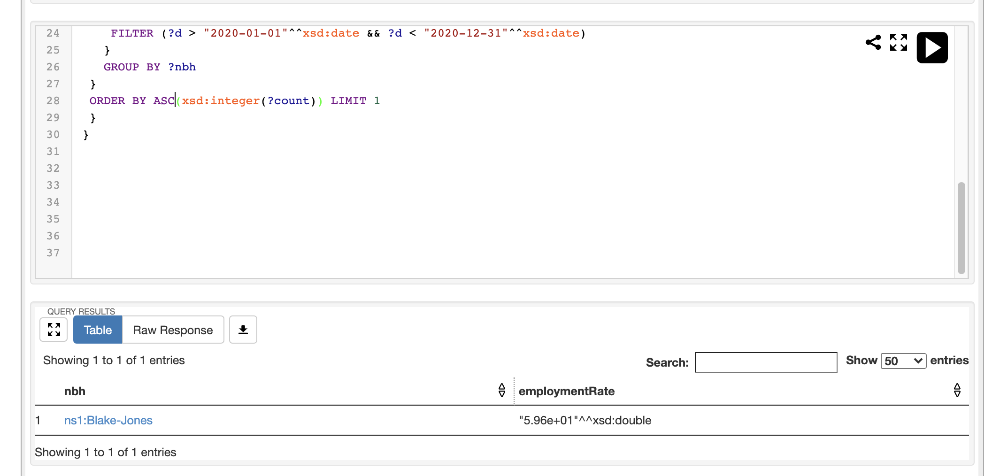 24 FILTER (?d > "2020-01-01"^^xsd:date && ?d < "2020-12-31"^^xsd:date)
25 }
26 GROUP BY ?nbh
27 }
28 ORDER BY ASC(xsd:integer(?count)) LIMIT 1
29 }
30 }
31
32
33
34
35
36
37
QUERY RESULTS
Table Raw Response
Showing 1 to 1 of 1 entries Search: Show 50 entries
nbh employmentRate
1 ns1:Blake-Jones "5.96e+01"^^xsd:double
Showing 1 to 1 of 1 entries